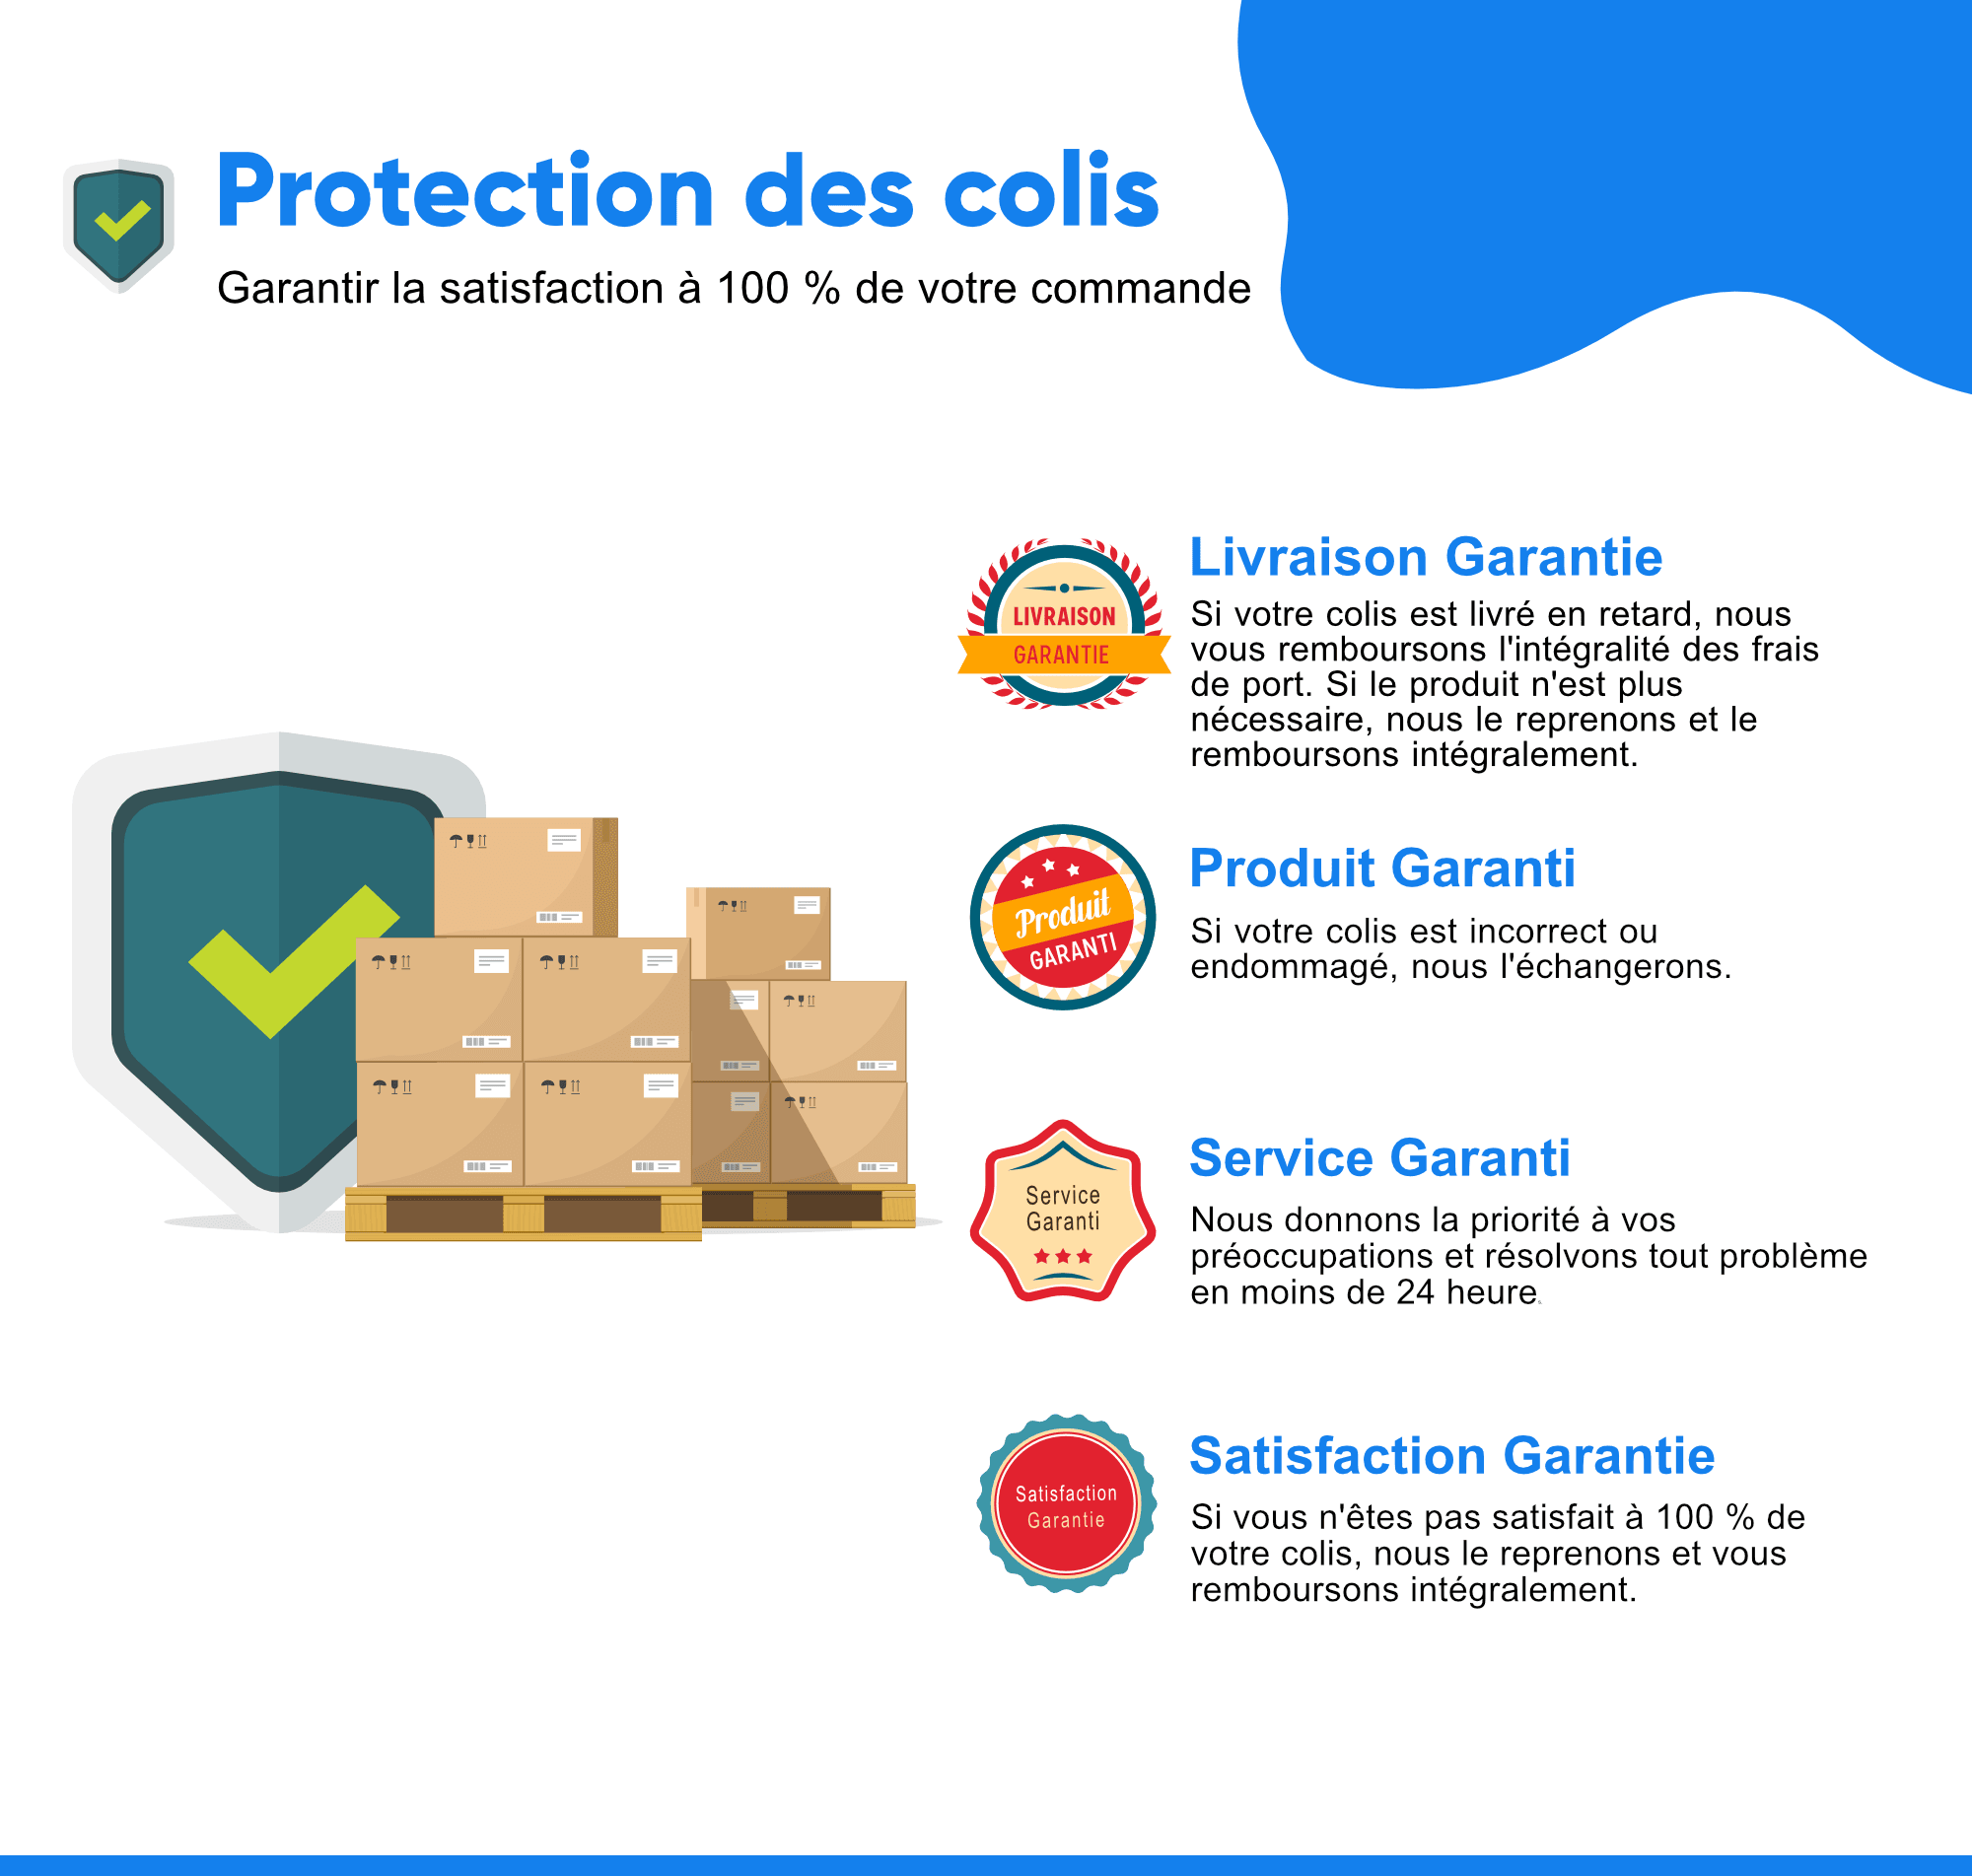 Protection des colis
Garantir la satisfaction à 100 % de votre commande
LIVRAISON
GARANTIE
Livraison Garantie
Si votre colis est livré en retard, nous
vous remboursons l'intégralité des frais
de port. Si le produit n'est plus
nécessaire, nous le reprenons et le
remboursons intégralement.
Produit
GARANTI
Produit Garanti
Si votre colis est incorrect ou
endommagé, nous l'échangerons.
Service
Garanti
Service Garanti
Nous donnons la priorité à vos
préoccupations et résolvons tout problème
en moins de 24 heure.
Satisfaction
Garantie
Satisfaction Garantie
Si vous n'êtes pas satisfait à 100 % de
votre colis, nous le reprenons et vous
remboursons intégralement.